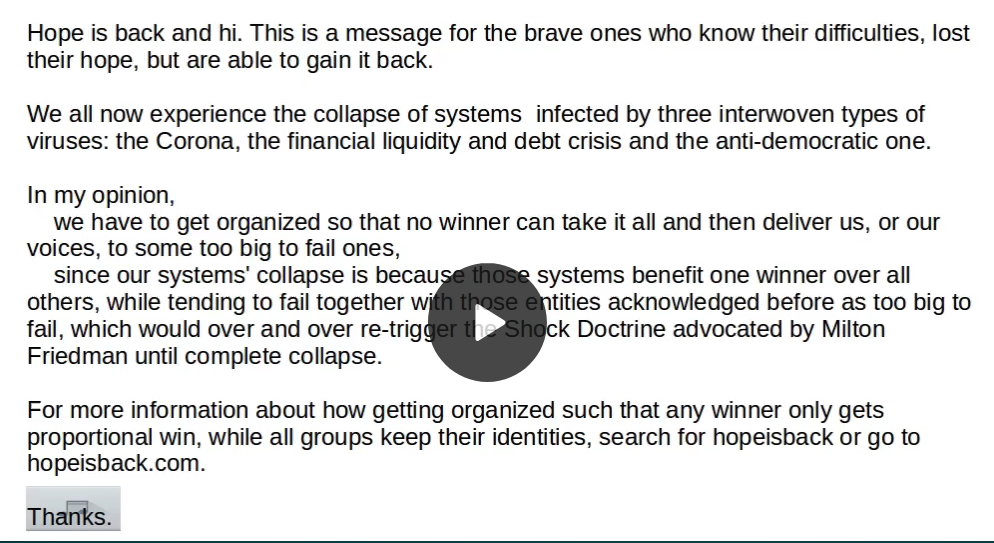 Hope is back and hi. This is a message for the brave ones who know their difficulties, lost
their hope, but are able to gain it back.
We all now experience the collapse of systems  infected by three interwoven types of
viruses: the Corona, the financial liquidity and debt crisis and the anti-democratic one.
In my opinion,
we have to get organized so that no winner can take it all and then deliver us, or our
voices, to some too big to fail ones,
since our systems' collapse is because those systems benefit one winner over all
others, while tending to fail together with those entities acknowledged before as too big to
fail, which would over and over re-trigger the Shock Doctrine advocated by Milton
Friedman until complete collapse.
For more information about how getting organized such that any winner only gets
proportional win, while all groups keep their identities, search for hopeisback or go to
hopeisback.com.
Thanks.